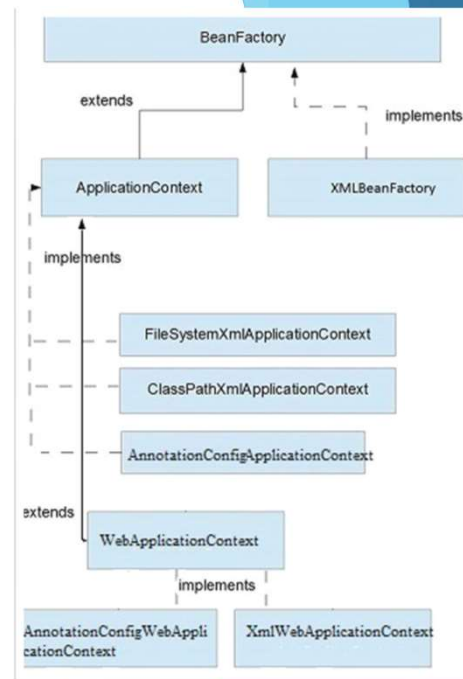 BeanFactory
extends
implements
ApplicationContext
XMLBeanFactory
implements
FileSystemXmlApplicationContext
ClassPathXmlApplicationContext
AnnotationConfigApplicationContext
extends
WebApplicationContext
implements
AnnotationConfigWebAppli
cationContext
XmlWebApplicationContext